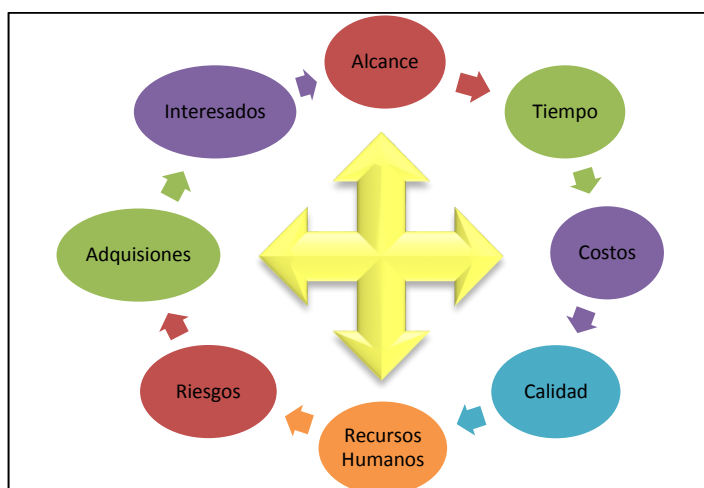 Alcance
Tiempo
Costos
Calidad
Recursos
Humanos
Riesgos
Adquisiones
Interesados